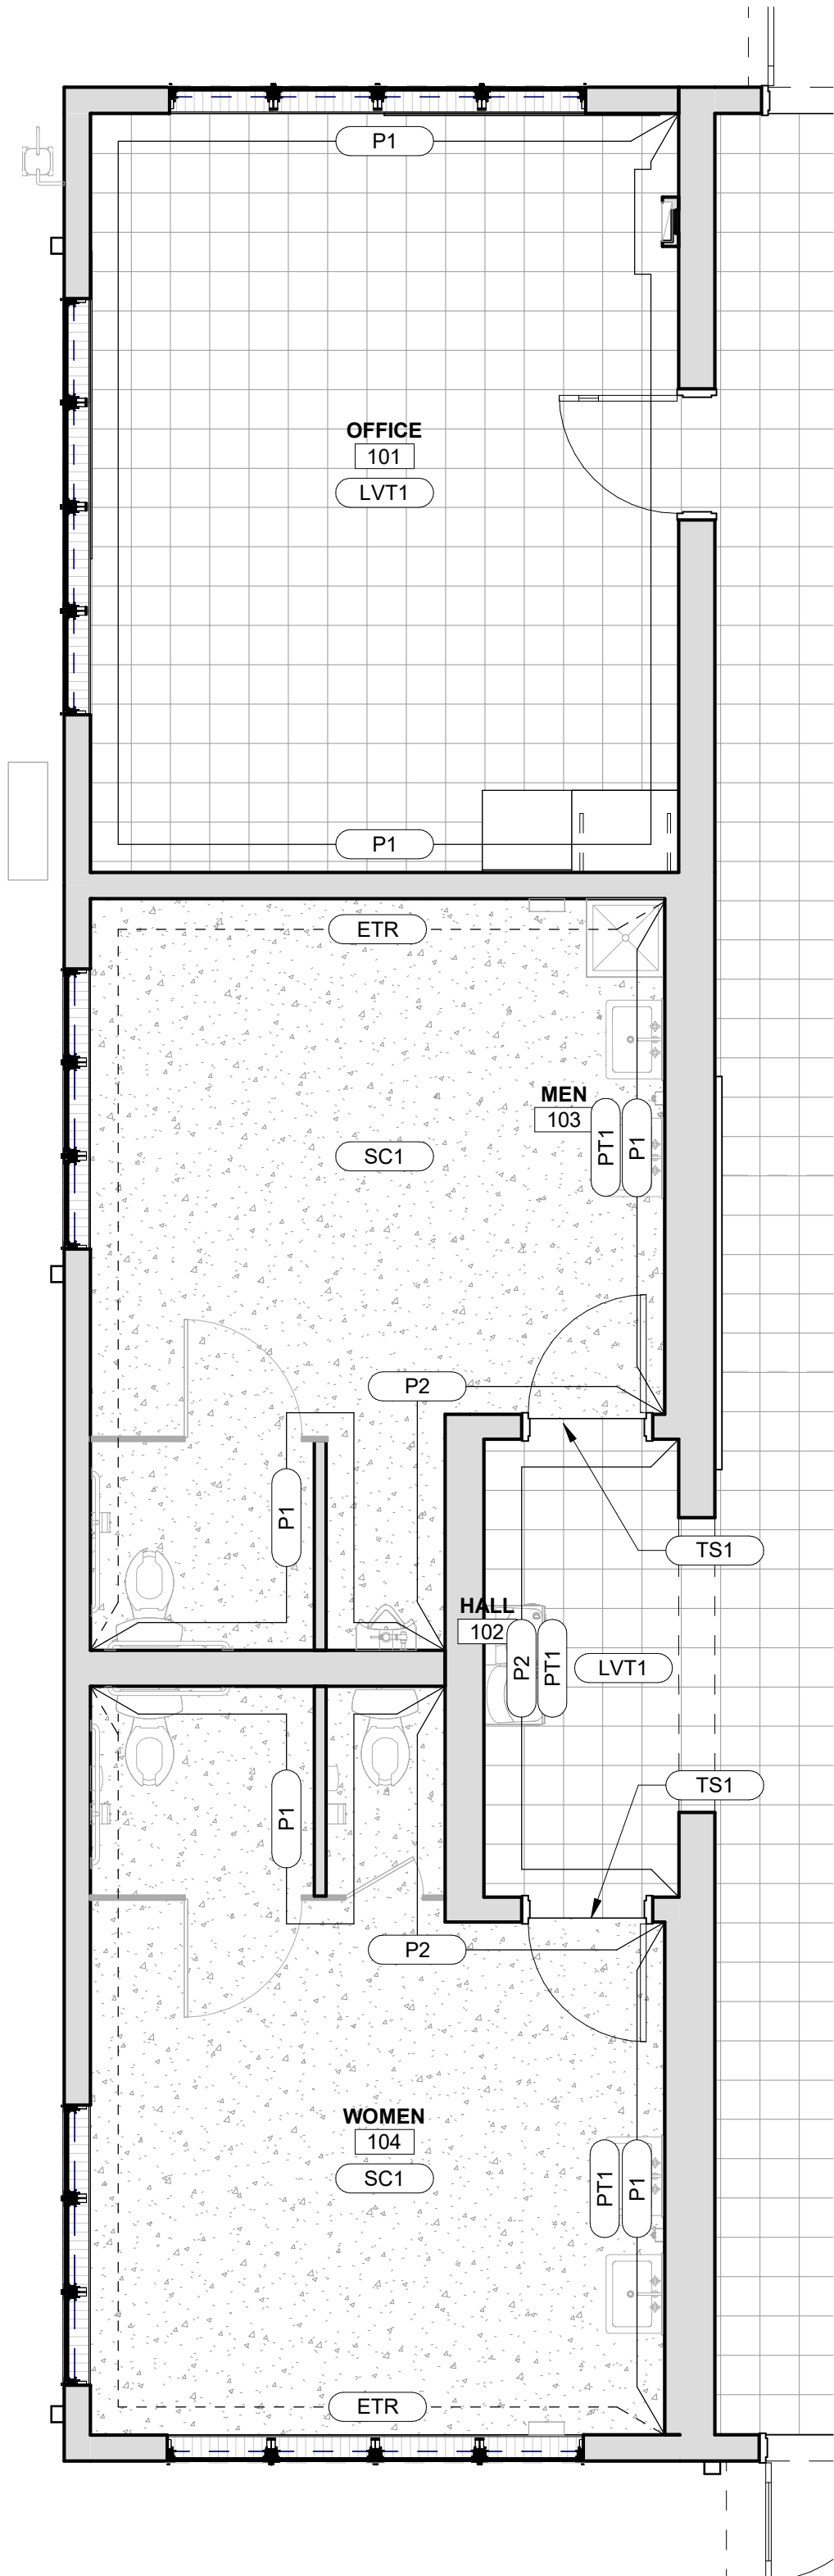 P1
OFFICE
101
LVT1
P1
ETR
MEN
103
PT1
P1
SC1
P2
P1
TS1
HALL
102
P2
PT1
LVT1
TS1
P1
P2
WOMEN
104
SC1
PT1
P1
ETR